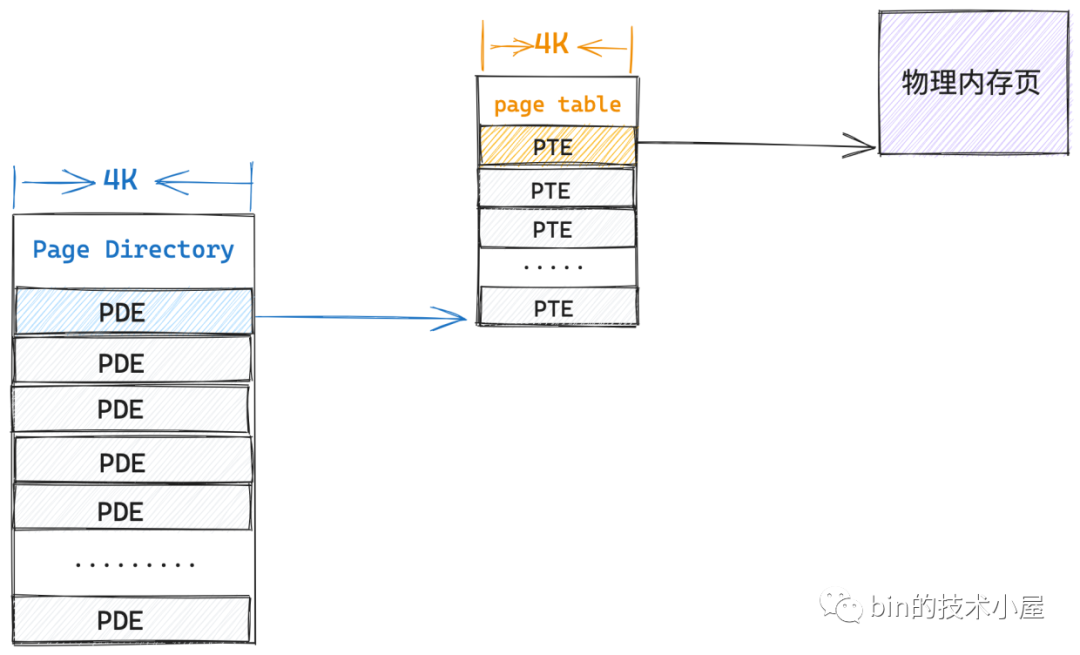 4K
Page Directory
PDE
PDE
PDE
PDE
PDE
.........
PDE
4K
page table
PTE
PTE
PTE
.....
PTE
物理内存页
bin的技术小屋